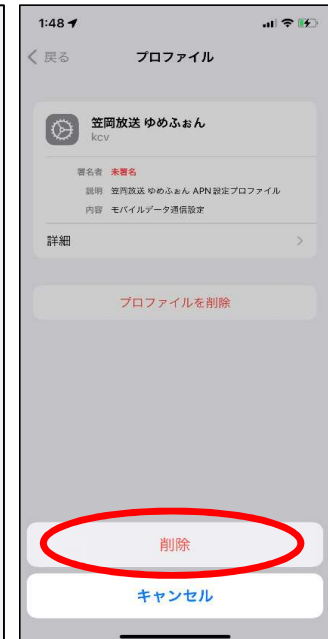 1:48
戻る
プロファイル
笠岡放送 ゆめふぉん
kcv
署名者 未署名
説明 笠岡放送 ゆめふぉん APN 設定プロファイル
内容 モバイルデータ通信設定
詳細
プロファイルを削除
削除
キャンセル